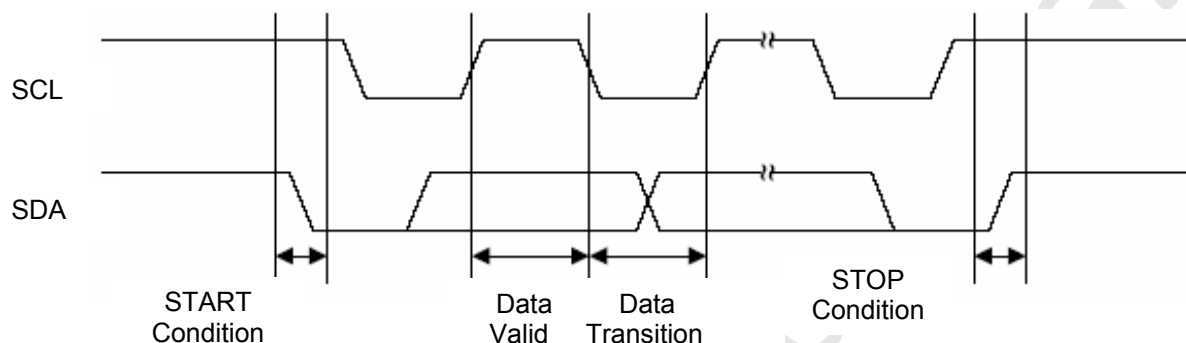 SCL
SDA
START
Condition
Data
Valid
Data
Transition
STOP
Condition